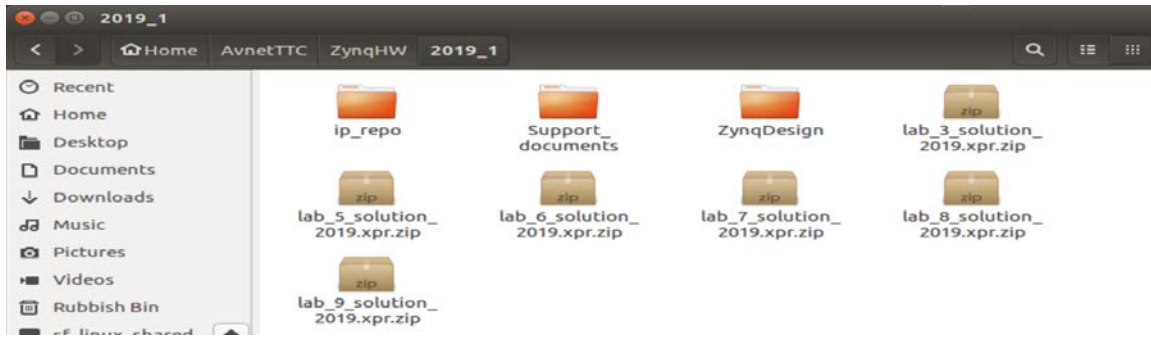 2019_1
Home AvnetTTC ZynqHW 2019_1
Recent
Home
Desktop
Documents
Downloads
Music
Pictures
Videos
Rubbish Bin
sf_linux_shared
ip_repo
Support_
documents
ZynqDesign
zip
lab_3_solution_
2019.xpr.zip
zip
lab_5_solution_
2019.xpr.zip
zip
lab_6_solution_
2019.xpr.zip
zip
lab_7_solution_
2019.xpr.zip
zip
lab_8_solution_
2019.xpr.zip
zip
lab_9_solution_
2019.xpr.zip